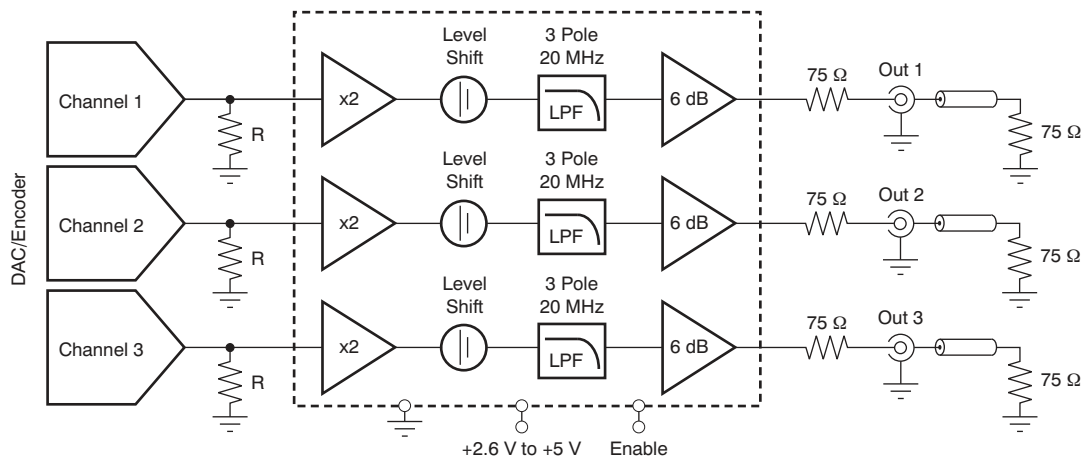 DAC/Encoder
Level
Shift
3 Pole
20 MHz
Channel 1
R
x2
LPF
6 dB
75 Ω
Out 1
75 Ω
Level
Shift
3 Pole
20 MHz
Channel 2
R
x2
LPF
6 dB
75 Ω
Out 2
75 Ω
Level
Shift
3 Pole
20 MHz
Channel 3
R
x2
LPF
6 dB
75 Ω
Out 3
75 Ω
+2.6 V to +5 V
Enable